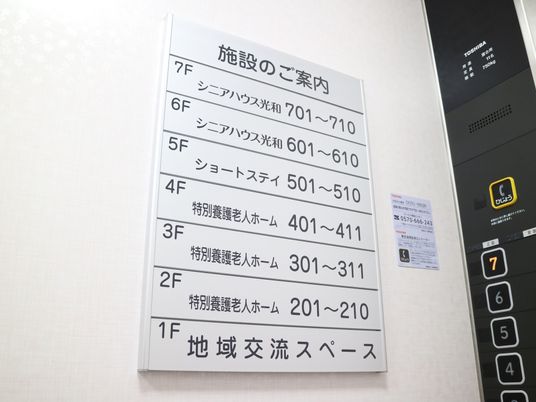 施設のご案内
7F シニアハウス光和 701～710
6F シニアハウス光和 601～610
5F ショートステイ 501～510
4F 特別養護老人ホーム 401～411
3F 特別養護老人ホーム 301～311
2F 特別養護老人ホーム 201～210
1F 地域交流スペース
TOSHIBA
750kg
ひじょう
7
6
5
4